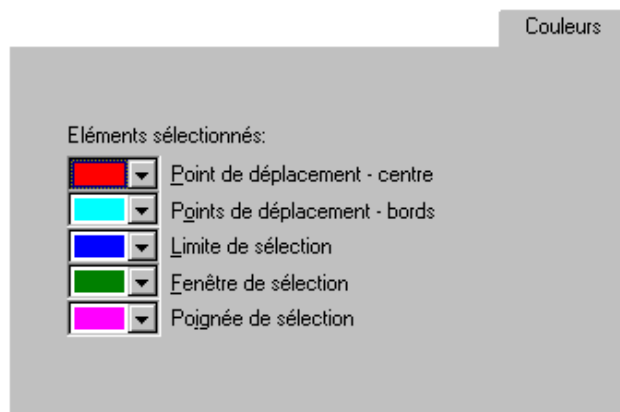 Couleurs
Eléments sélectionnés:
Point de déplacement - centre
Points de déplacement - bords
Limite de sélection
Fenêtre de sélection
Poignée de sélection